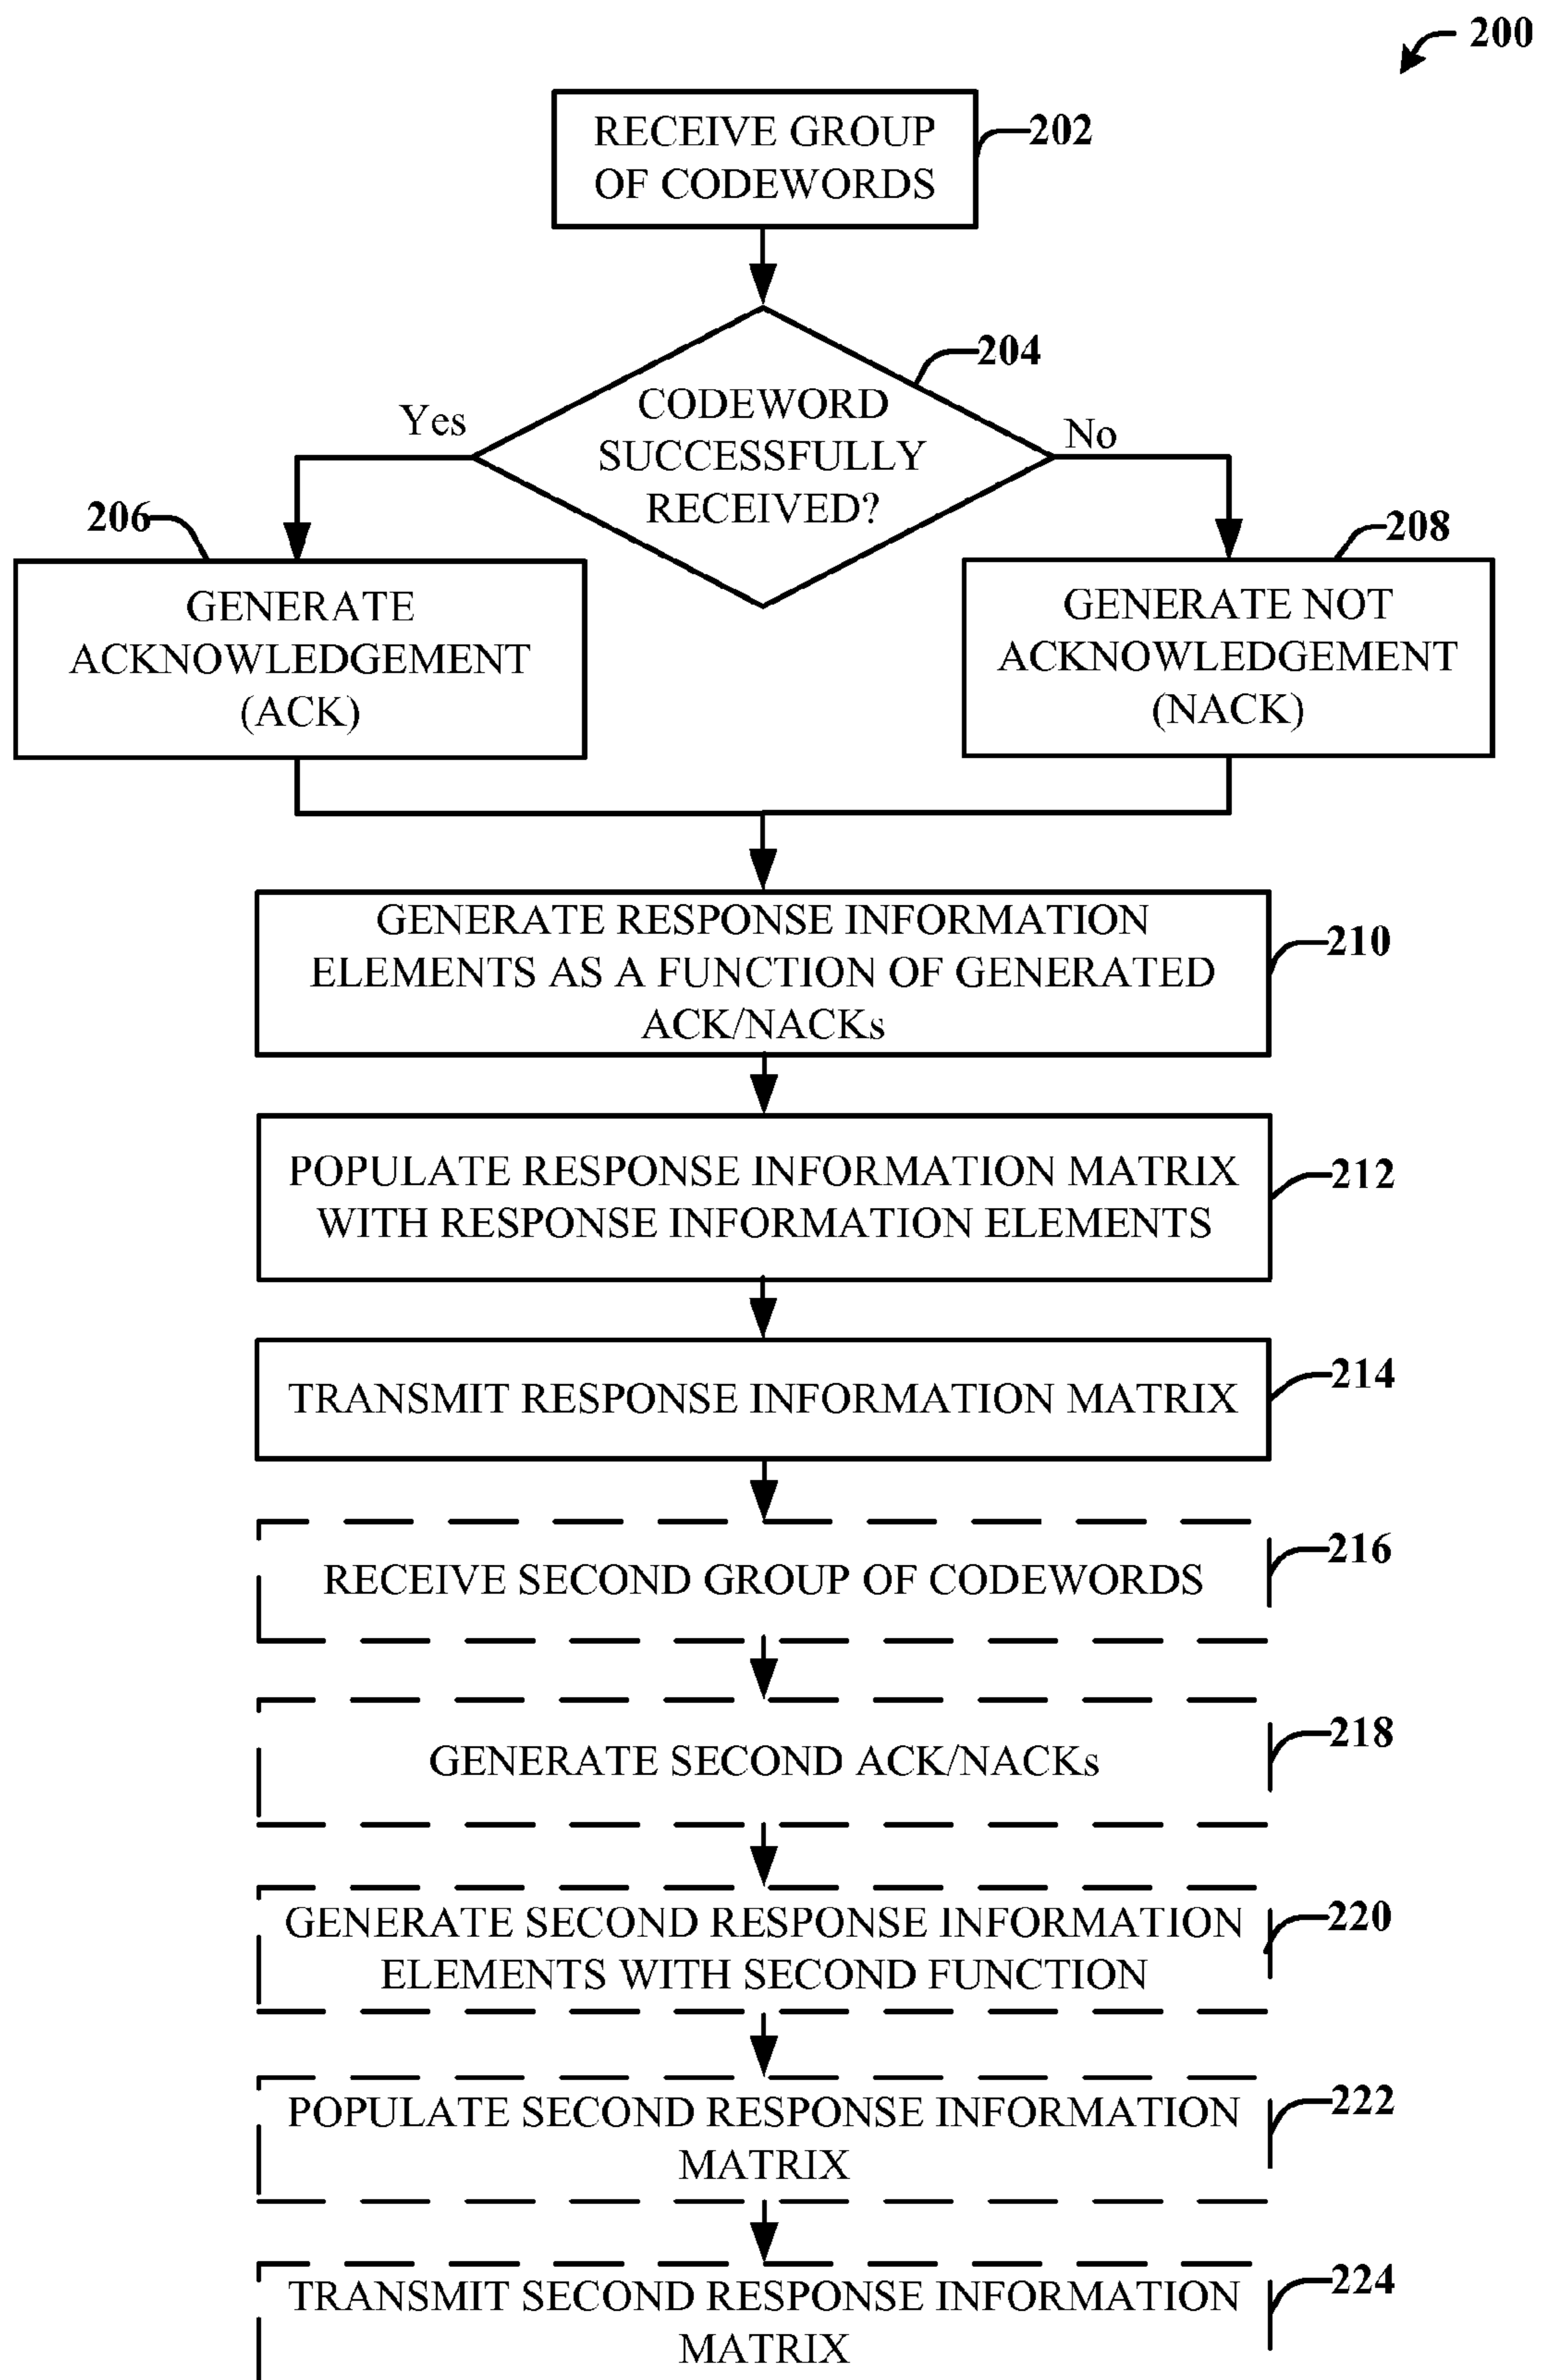 200
RECEIVE GROUP
OF CODEWORDS
202
204
CODEWORD
SUCCESSFULLY
RECEIVED?
Yes
No
206
GENERATE
ACKNOWLEDGEMENT
(ACK)
208
GENERATE NOT
ACKNOWLEDGEMENT
(NACK)
GENERATE RESPONSE INFORMATION
ELEMENTS AS A FUNCTION OF GENERATED
ACK/NACKs
210
POPULATE RESPONSE INFORMATION MATRIX
WITH RESPONSE INFORMATION ELEMENTS
212
TRANSMIT RESPONSE INFORMATION MATRIX
214
RECEIVE SECOND GROUP OF CODEWORDS
216
GENERATE SECOND ACK/NACKs
218
GENERATE SECOND RESPONSE INFORMATION
ELEMENTS WITH SECOND FUNCTION
220
POPULATE SECOND RESPONSE INFORMATION
MATRIX
222
TRANSMIT SECOND RESPONSE INFORMATION
MATRIX
224